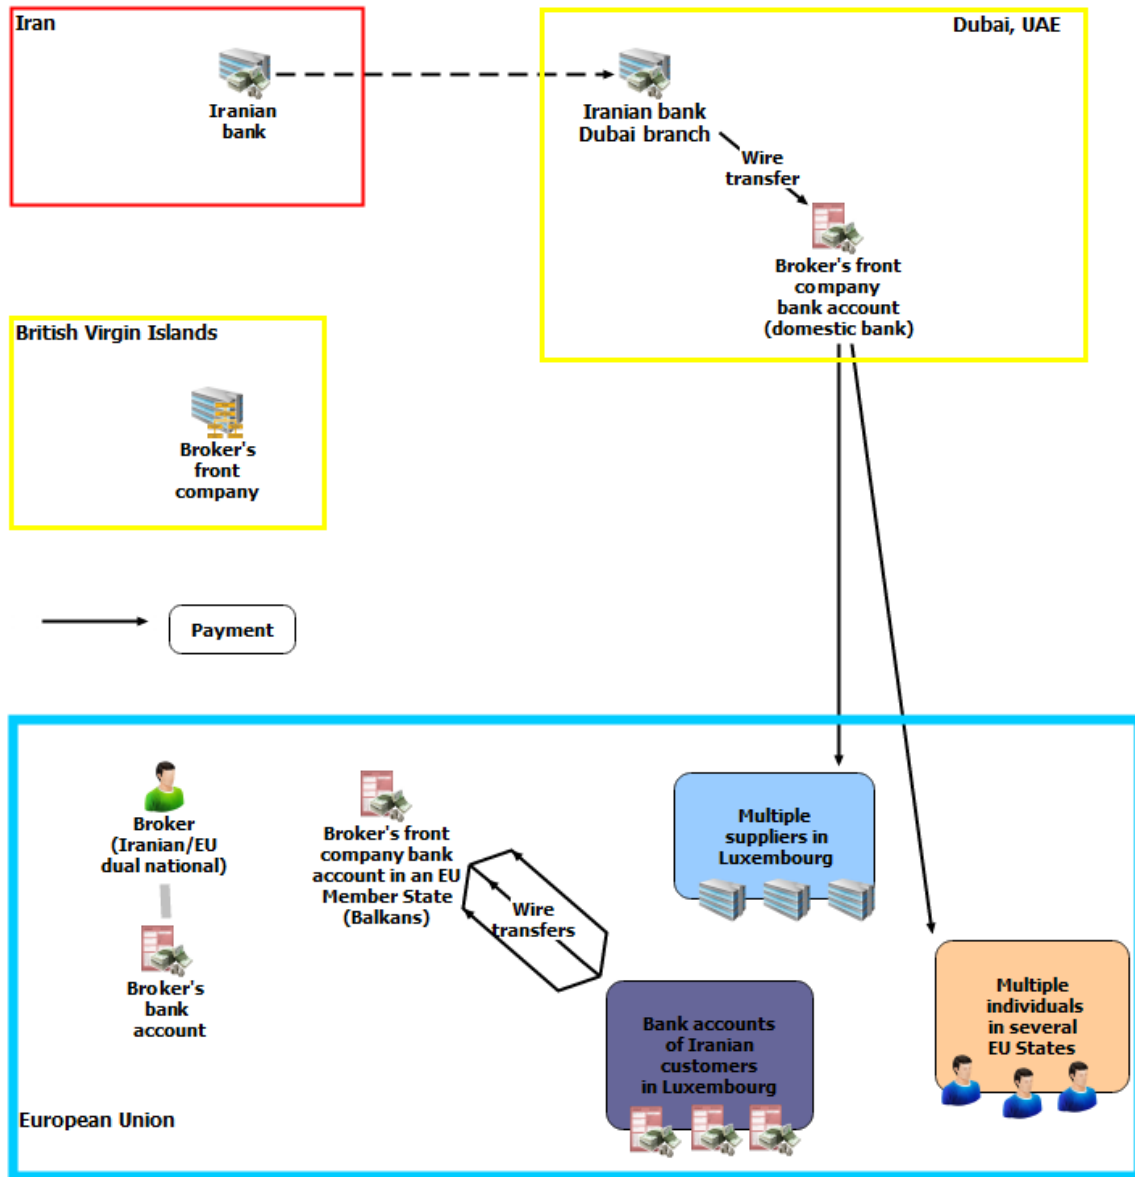 Iran
Iranian
bank
Dubai, UAE
Iranian bank
Dubai branch
Wire
transfer
Broker's front
company
bank account
(domestic bank)
British Virgin Islands
Broker's
front
company
Payment
Broker
(Iranian/EU
dual national)
Broker's
bank
account
Broker's front
company bank
account in an EU
Member State
(Balkans)
Wire
transfers
Multiple
suppliers in
Luxembourg
Bank accounts
of Iranian
customers
in Luxembourg
Multiple
individuals
in several
EU States
European Union